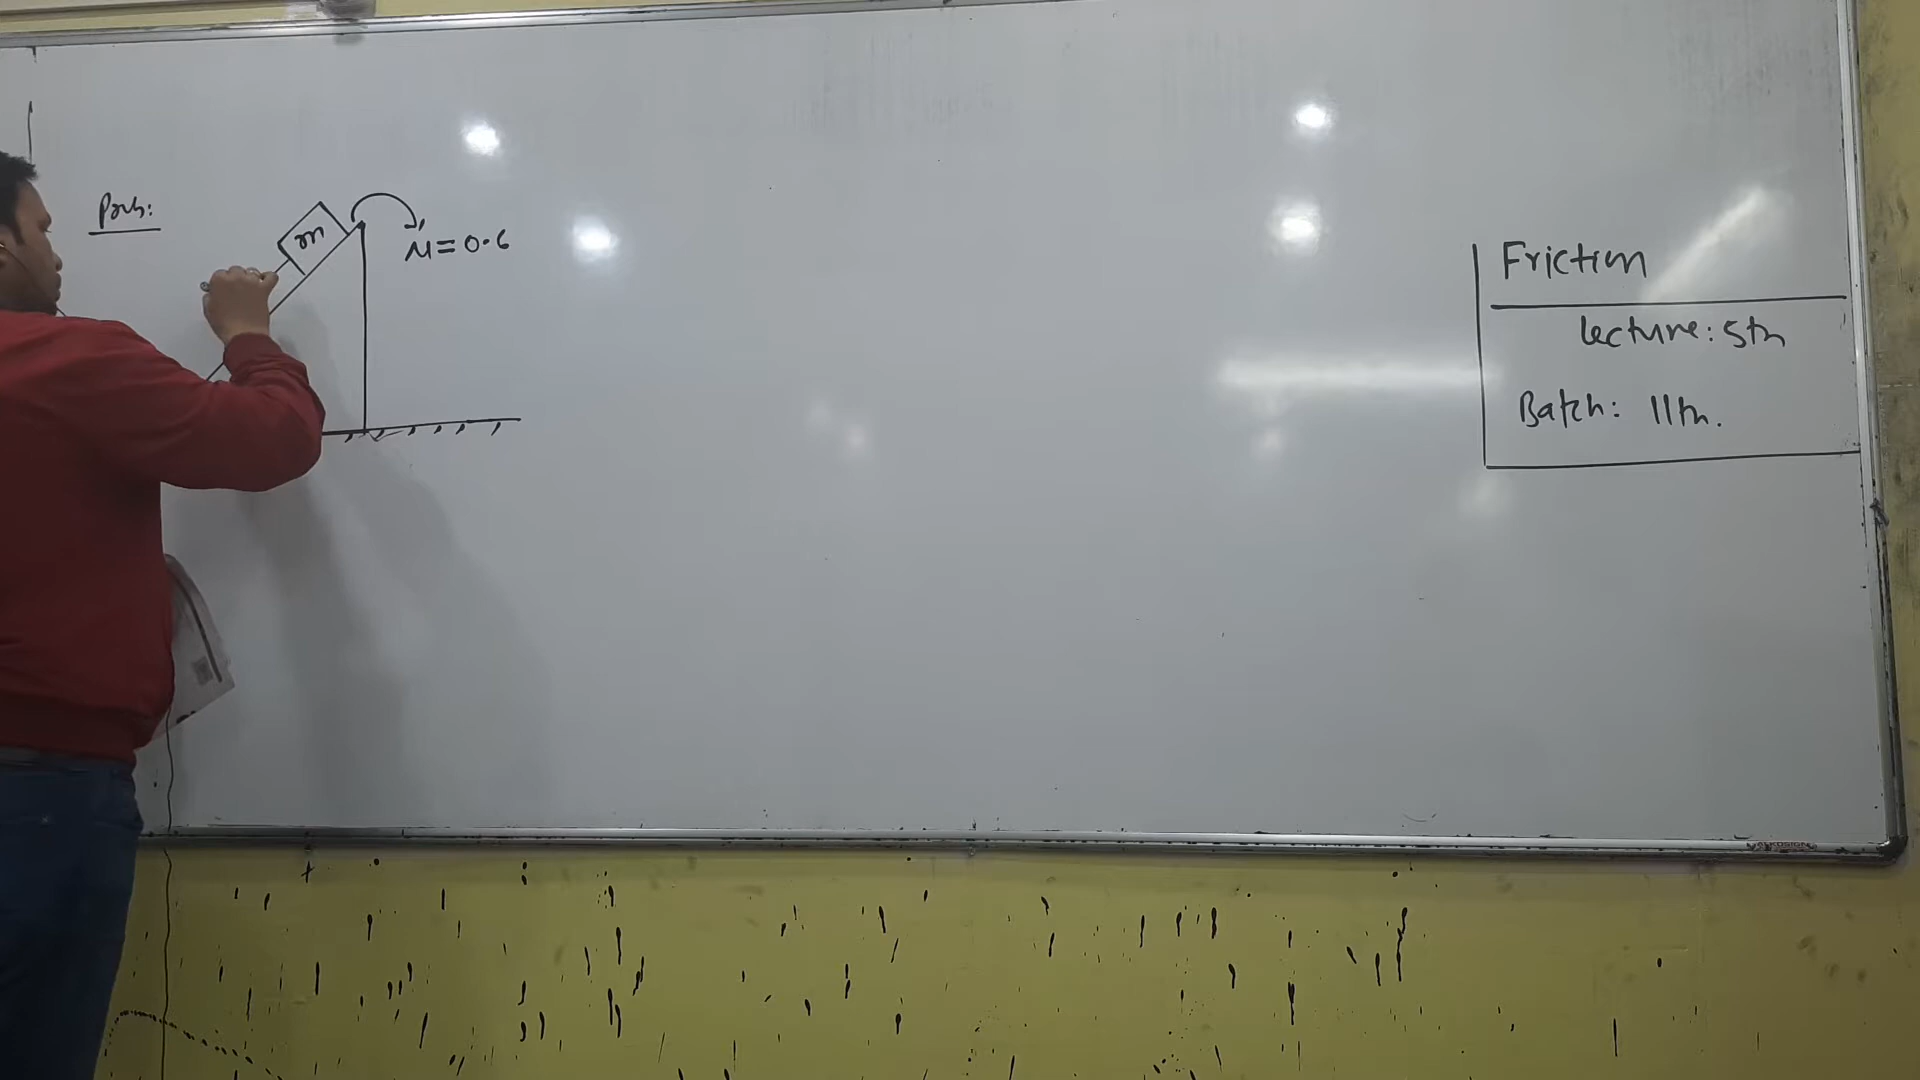 Prob:
m
μ = 0.6
Friction
Lecture: 5th
Batch: 11th.